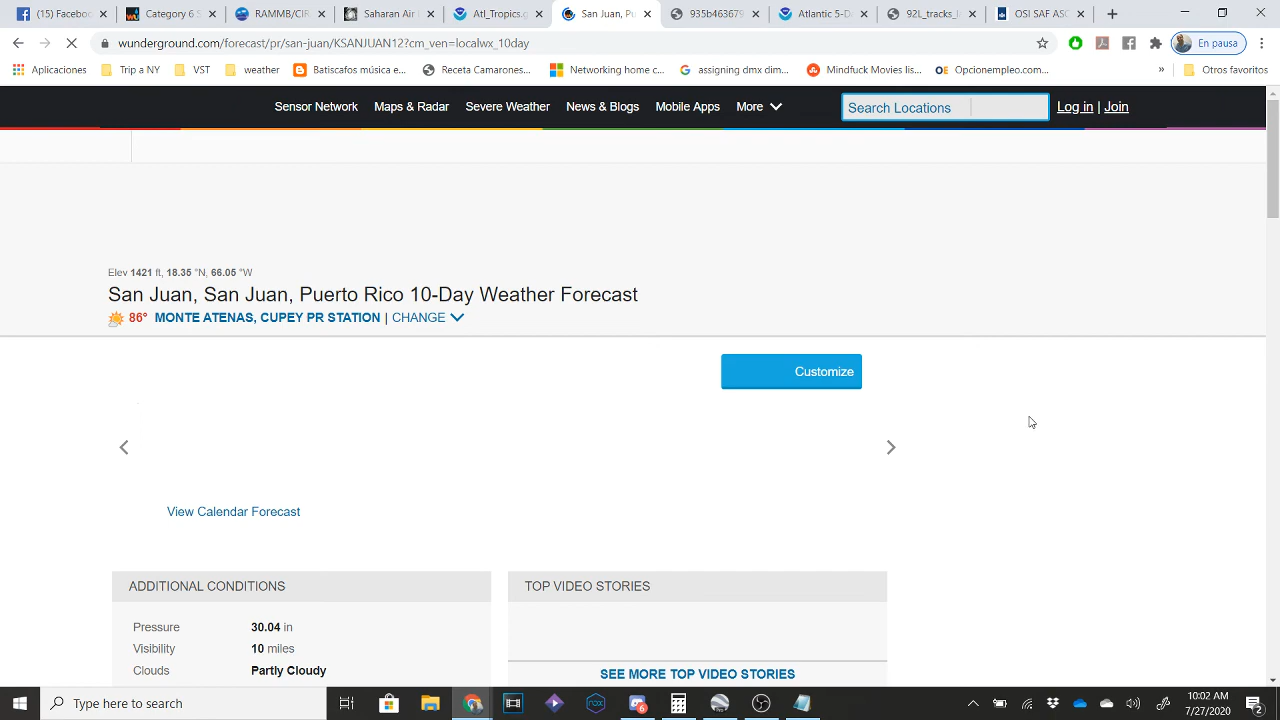 (15) Facebo
Category 6 S
RAMMB/CIR
Saharan Air
Atl_Tropics.g
San Juan, Pu
935b463679
Atlantic 5-D
92L_tracks_l
OSI SAF ASC
wunderground.com/forecast/pr/san-juan/KSANJUAN12?cm_ven=localwx_10day
En pausa
Aplicaciones
Trip a NY
VST
weather
Batiscafos música e...
Receta Camarones...
Networking home c...
assigning dmx dim...
Mindfuck Movies lis...
Opcionempleo.com...
»
Otros favoritos
Sensor Network
Maps & Radar
Severe Weather
News & Blogs
Mobile Apps
More
Search Locations
Log in | Join
Elev 1421 ft, 18.35 °N, 66.05 °W
San Juan, San Juan, Puerto Rico 10-Day Weather Forecast
86° MONTE ATENAS, CUPEY PR STATION | CHANGE
Customize
View Calendar Forecast
ADDITIONAL CONDITIONS
Pressure 30.04 in
Visibility 10 miles
Clouds Partly Cloudy
TOP VIDEO STORIES
SEE MORE TOP VIDEO STORIES
Type here to search
10:02 AM
7/27/2020